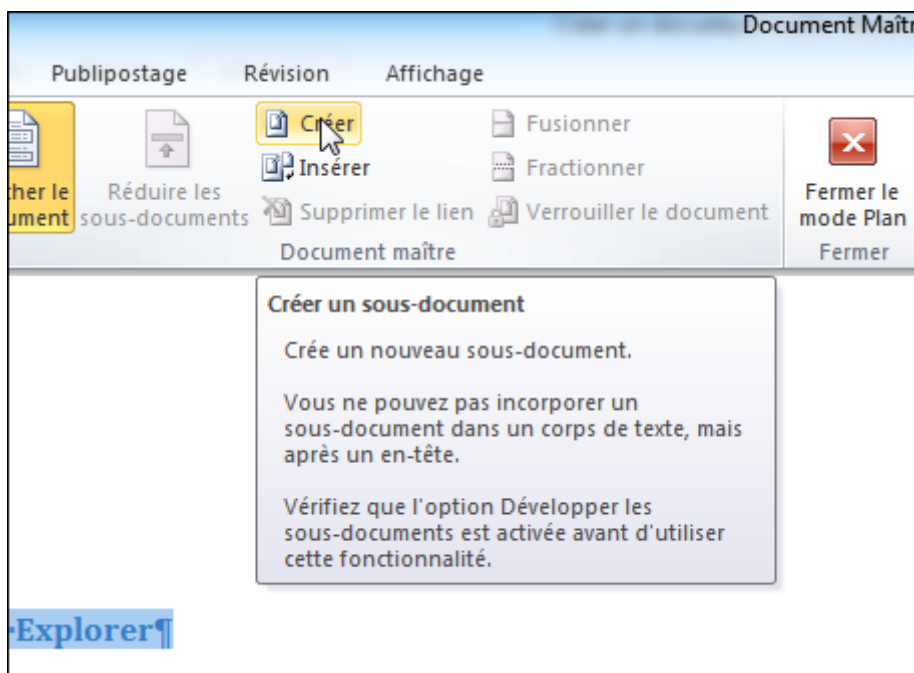 Document Maîtr
Publipostage Révision Affichage
Créer
Fusionner
Insérer
Fractionner
cher le
ument
Réduire les
sous-documents
Supprimer le lien
Verrouiller le document
Fermer le
mode Plan
Document maître
Fermer
Créer un sous-document
Crée un nouveau sous-document.
Vous ne pouvez pas incorporer un
sous-document dans un corps de texte, mais
après un en-tête.
Vérifiez que l'option Développer les
sous-documents est activée avant d'utiliser
cette fonctionnalité.
·Explorer¶